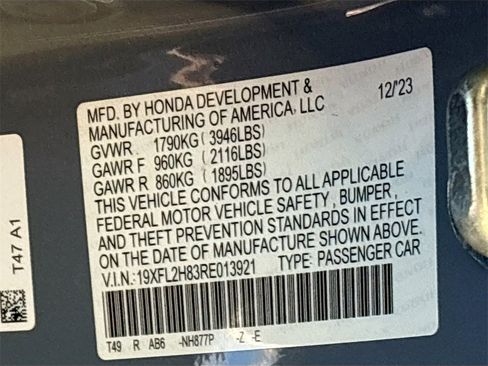 MFD. BY HONDA DEVELOPMENT & 12/'23
MANUFACTURING OF AMERICA, LLC
GVWR. 1790KG(3946LBS)
GAWR F 960KG(2116LBS)
GAWR R 860KG(1895LBS)
THIS VEHICLE CONFORMS TO ALL APPLICABLE
FEDERAL MOTOR VEHICLE SAFETY, BUMPER,
AND THEFT PREVENTION STANDARDS IN EFFECT
ON THE DATE OF MANUFACTURE SHOWN ABOVE.
V.I.N.:19XFL2H83RE013921 TYPE: PASSENGER CAR
T49 R AB6 -NH877P -Z -E
T47 A1